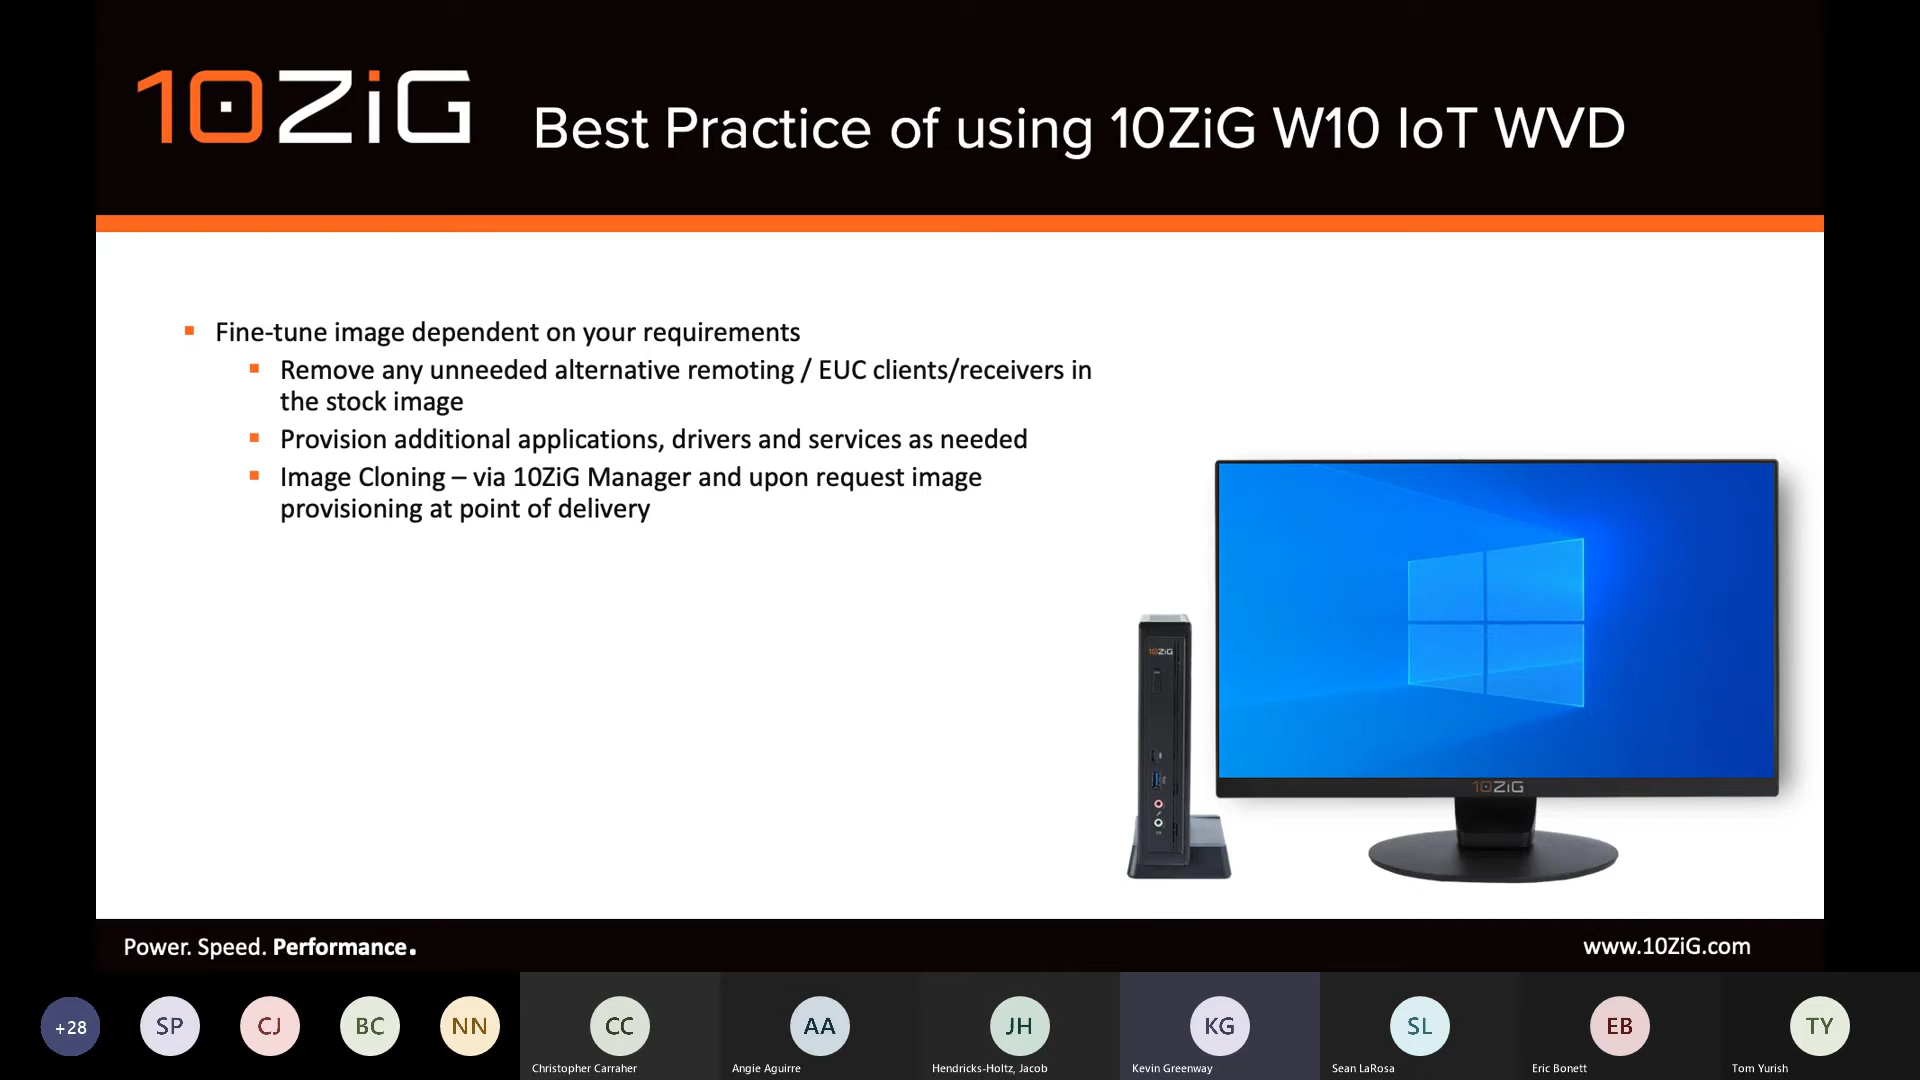 10ZiG
Best Practice of using 10ZiG W10 IoT WVD
Fine-tune image dependent on your requirements
Remove any unneeded alternative remoting / EUC clients/receivers in
the stock image
Provision additional applications, drivers and services as needed
Image Cloning – via 10ZiG Manager and upon request image
provisioning at point of delivery
10ZiG
10ZiG
Power. Speed. Performance.
www.10ZiG.com
+28
SP
CJ
BC
NN
CC
AA
JH
KG
SL
EB
TY
Christopher Carraher
Angie Aguirre
Hendricks-Holtz, Jacob
Kevin Greenway
Sean LaRosa
Eric Bonett
Tom Yurish